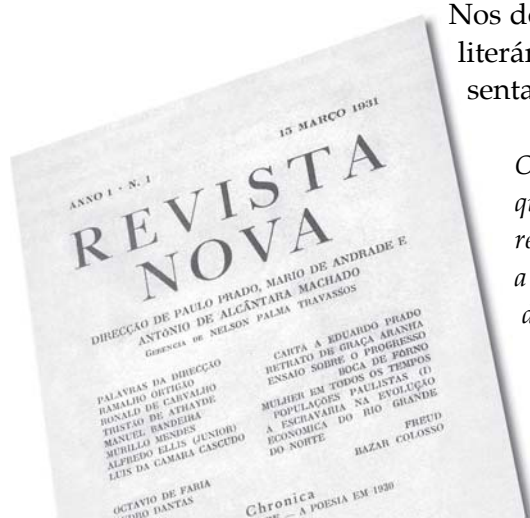 Nos de
literár
senta
ANNO 1 · N. 1
15 MARÇO 1931
REVISTA
NOVA
DIRECÇÃO DE PAULO PRADO, MARIO DE ANDRADE E
ANTÓNIO DE ALCÂNTARA MACHADO
GERENCIA DE NELSON PALMA TRAVASSOS
PALAVRAS DA DIRECÇÃO
RAMALHO ORTIGÃO
RONALD DE CARVALHO
TRISTÃO DE ATHAYDE
MANUEL BANDEIRA
MURILLO MENDES
ALFREDO ELLIS (JUNIOR)
LUIS DA CAMARA CASCUDO
CARTA A EDUARDO PRADO
RETRATO DE GRAÇA ARANHA
ENSAIO SOBRE O PROGRESSO
BOCA DE FÔRNO
MULHER EM TODOS OS TEMPOS
POPULAÇÕES PAULISTAS (I)
A ESCRAVARIA NA EVOLUÇÃO
ECONOMICA DO RIO GRANDE
DO NORTE
FREUD
BAZAR COLOSSO
OCTAVIO DE FARIA
DANTAS
Chronica
— A POESIA EM 1930